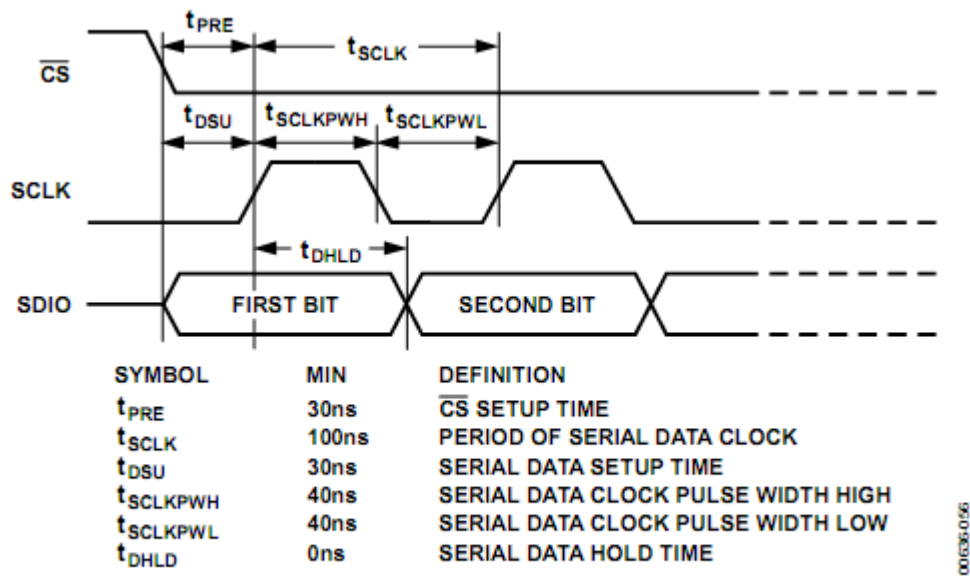 tPRE
tSCLK
CS
tDSU tSCLKPWH tSCLKPWL
SCLK
tDHLD
SDIO FIRST BIT SECOND BIT
SYMBOL MIN DEFINITION
tPRE 30ns CS SETUP TIME
tSCLK 100ns PERIOD OF SERIAL DATA CLOCK
tDSU 30ns SERIAL DATA SETUP TIME
tSCLKPWH 40ns SERIAL DATA CLOCK PULSE WIDTH HIGH
tSCLKPWL 40ns SERIAL DATA CLOCK PULSE WIDTH LOW
tDHLD 0ns SERIAL DATA HOLD TIME
00636-056